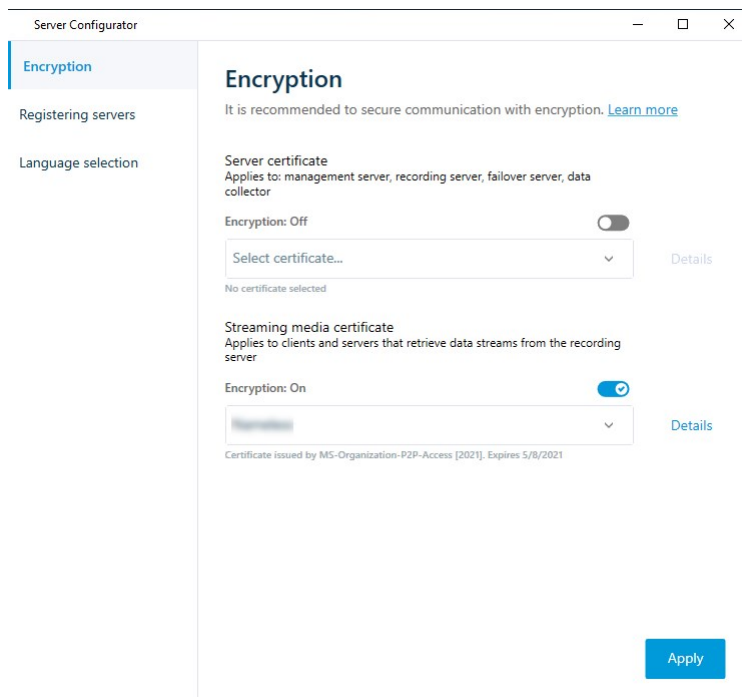 Server Configurator
Encryption
Registering servers
Language selection
Encryption
It is recommended to secure communication with encryption. Learn more
Server certificate
Applies to: management server, recording server, failover server, data
collector
Encryption: Off
Select certificate...
Details
No certificate selected
Streaming media certificate
Applies to clients and servers that retrieve data streams from the recording
server
Encryption: On
Details
Certificate issued by MS-Organization-P2P-Access [2021]. Expires 5/8/2021
Apply